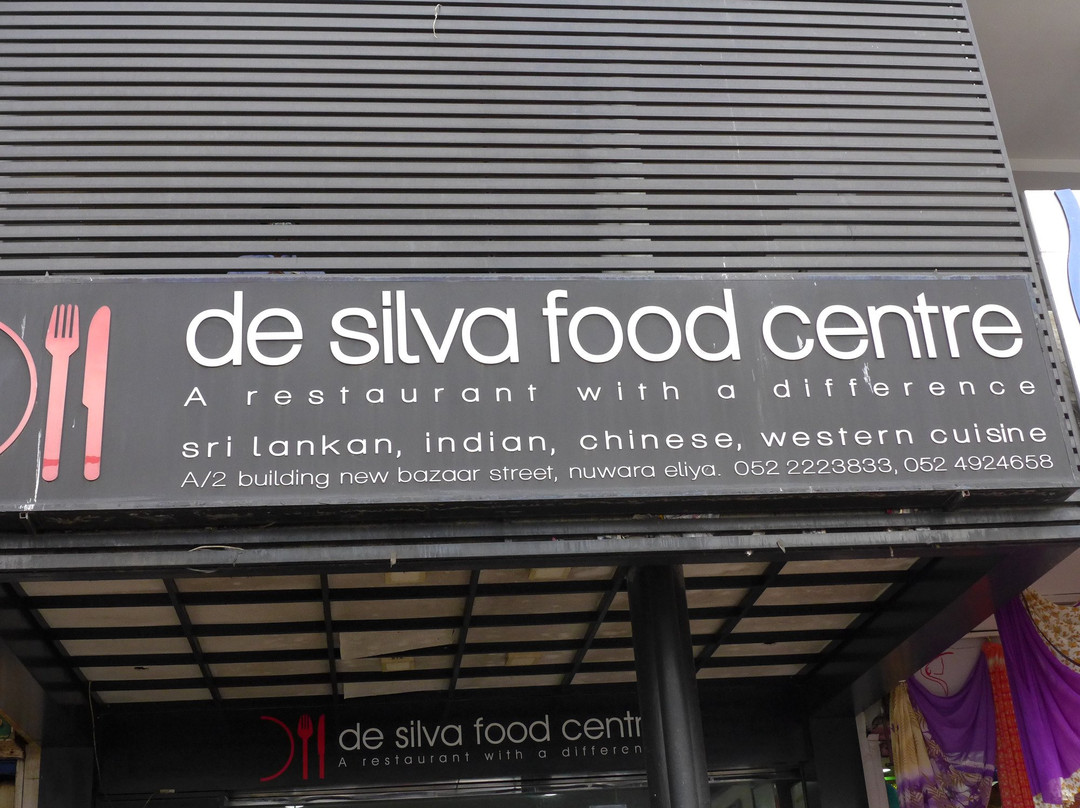 de silva food centre
A restaurant with a difference
sri lankan, indian, chinese, western cuisine
A/2 building new bazaar street, nuwara eliya. 052 2223833, 052 4924658
de silva food centr
A restaurant with a differen